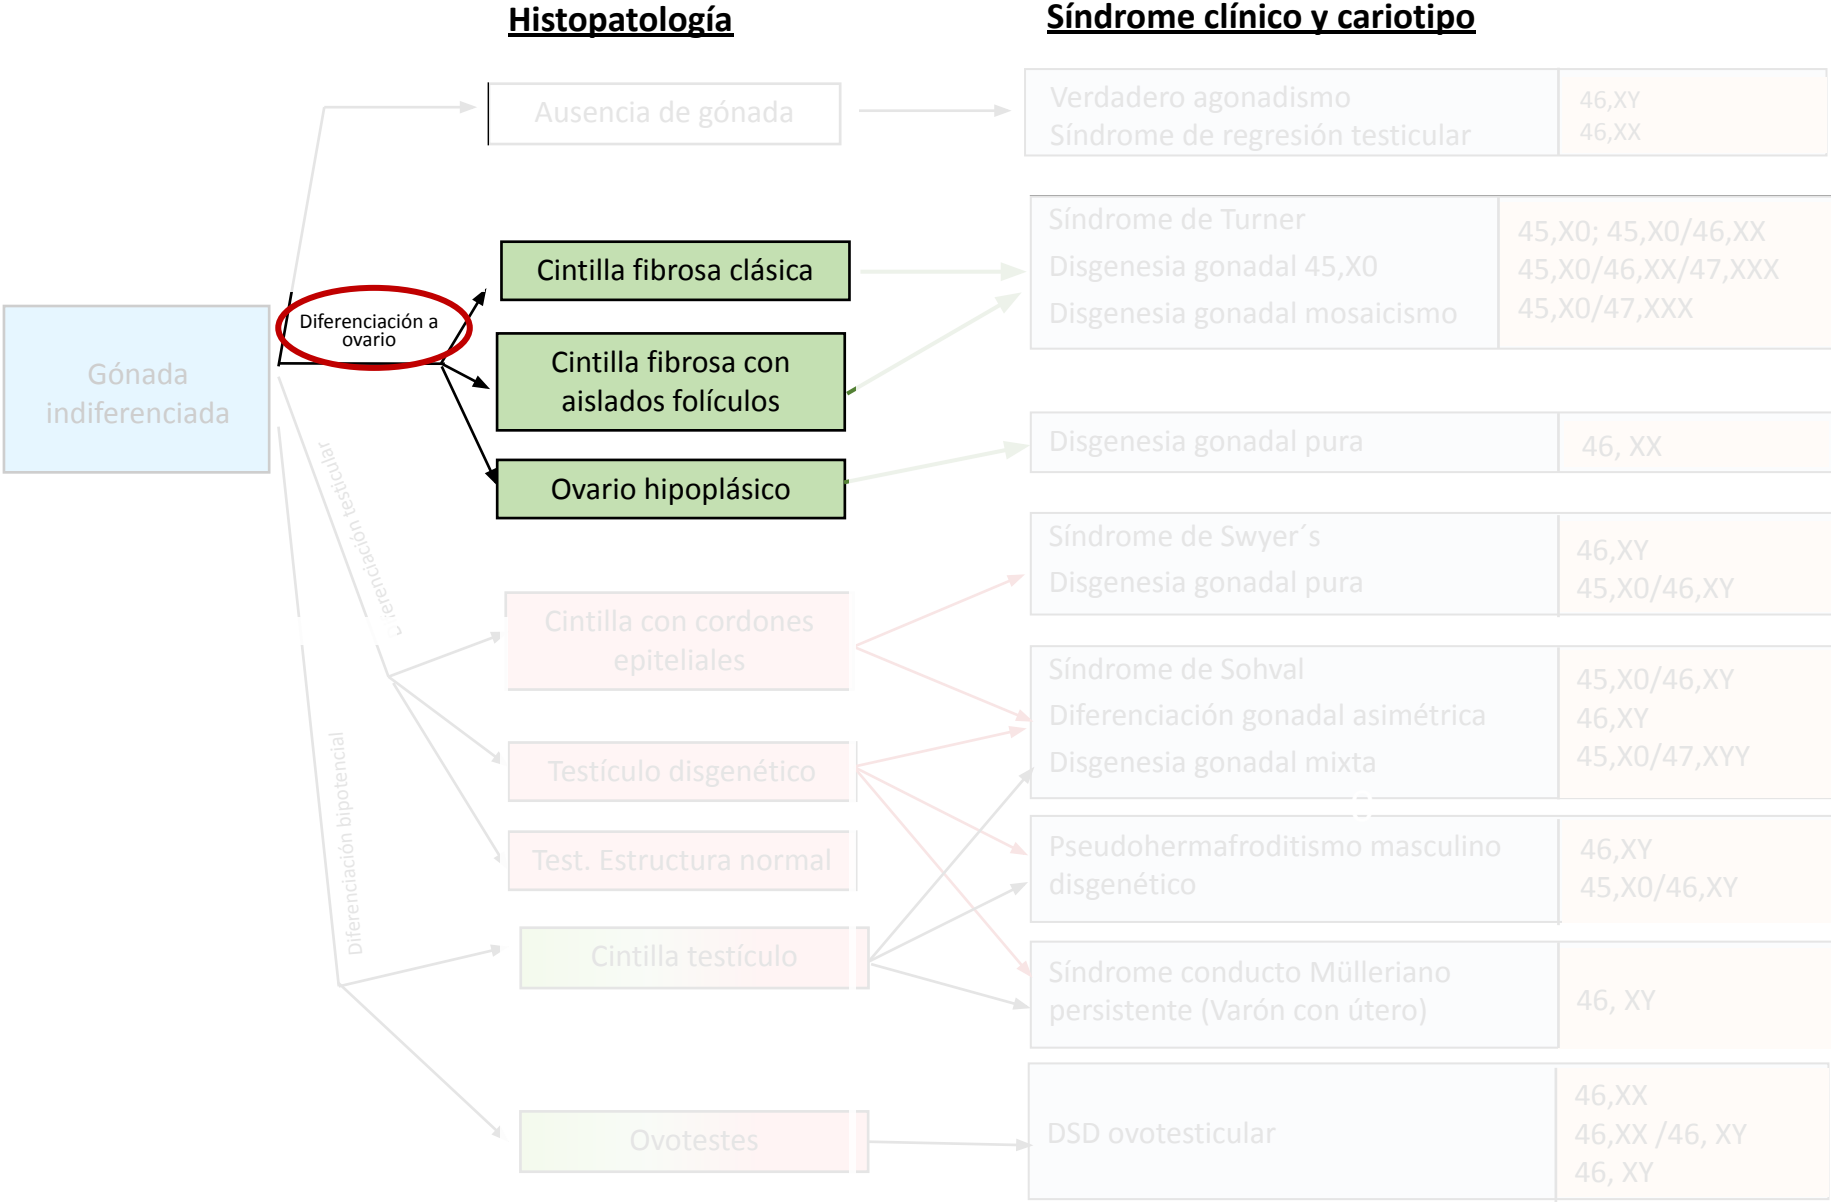 Histopatología
Síndrome clínico y cariotipo
Ausencia de gónada
Verdadero agonadismo
Síndrome de regresión testicular
46,XY
46,XX
Cintilla fibrosa clásica
Síndrome de Turner
Disgenesia gonadal 45,X0
Disgenesia gonadal mosaicismo
45,X0; 45,X0/46,XX
45,X0/46,XX/47,XXX
45,X0/47,XXX
Diferenciación a
ovario
Gónada
indiferenciada
Cintilla fibrosa con
aislados folículos
Ovario hipoplásico
Disgenesia gonadal pura
46, XX
Diferenciación testicular
Síndrome de Swyer´s
Disgenesia gonadal pura
46,XY
45,X0/46,XY
Cintilla con cordones
epiteliales
Síndrome de Sohval
Diferenciación gonadal asimétrica
Disgenesia gonadal mixta
45,X0/46,XY
46,XY
45,X0/47,XYY
Testículo disgenético
Diferenciación bipotencial
Test. Estructura normal
Pseudohermafroditismo masculino
disgenético
46,XY
45,X0/46,XY
Cintilla testículo
Síndrome conducto Mülleriano
persistente (Varón con útero)
46, XY
Ovotestes
DSD ovotesticular
46,XX
46,XX /46, XY
46, XY